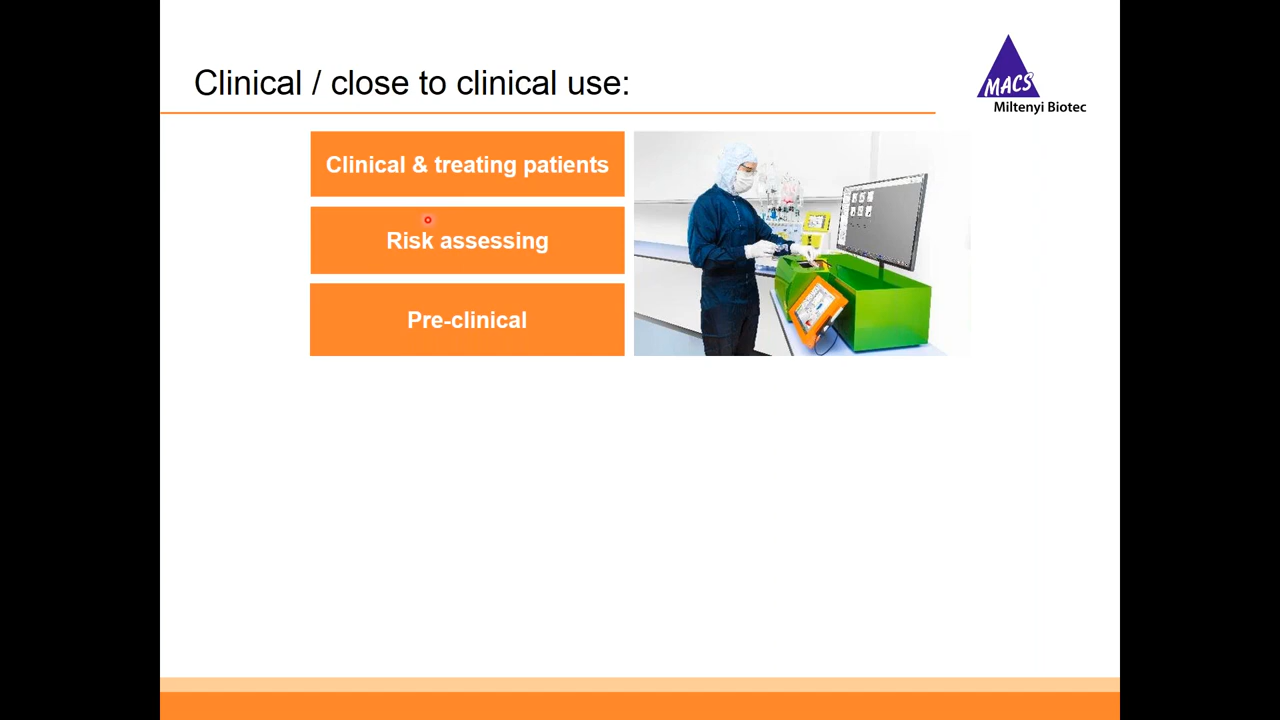 Clinical / close to clinical use:
MACS
Miltenyi Biotec
Clinical & treating patients
Risk assessing
Pre-clinical